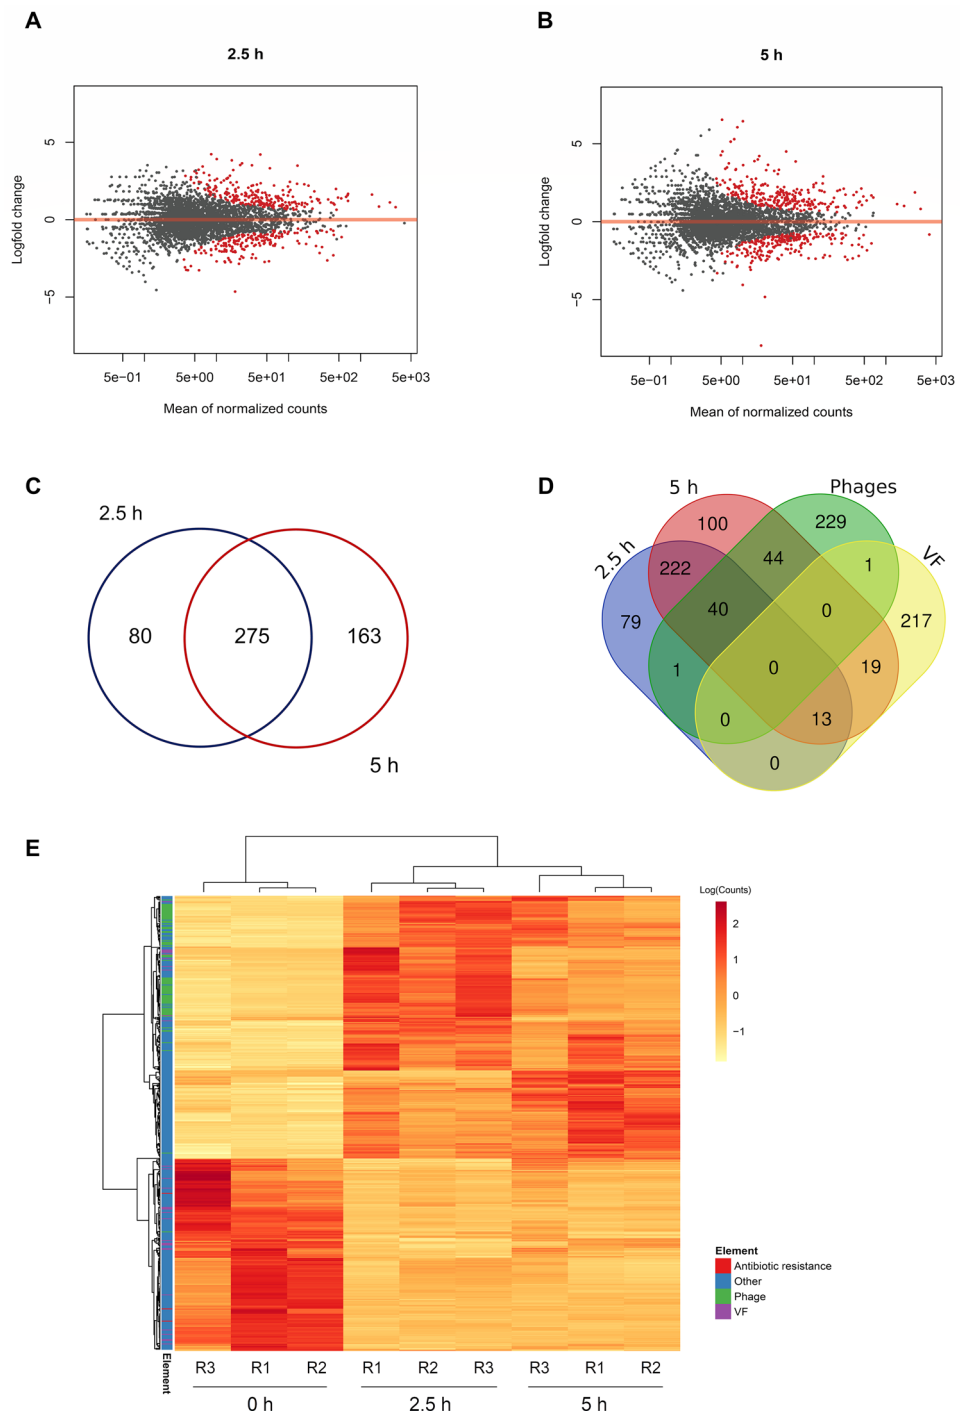 A
2.5 h
Logfold change
5
0
−5
5e−01 5e+00 5e+01 5e+02 5e+03
Mean of normalized counts
B
5 h
Logfold change
5
0
−5
5e−01 5e+00 5e+01 5e+02 5e+03
Mean of normalized counts
C
2.5 h
80 275 163
5 h
D
5 h
Phages
2.5 h
VF
100
229
44
222
1
40
0
79
217
1
0
19
0
13
0
E
Log(Counts)
2
1
0
−1
Element
Antibiotic resistance
Other
Phage
VF
Element
R3 R1 R2 R1 R2 R3 R3 R1 R2
0 h 2.5 h 5 h